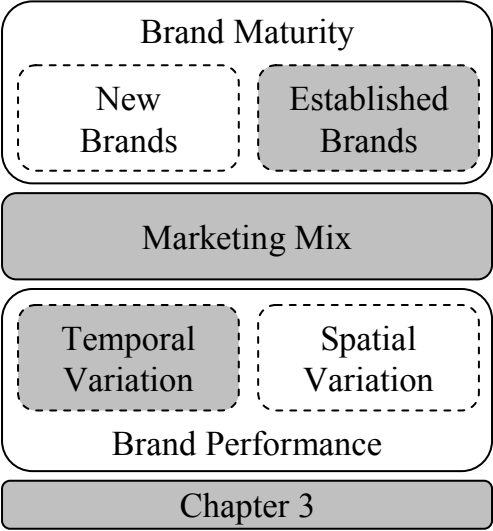 Brand Maturity
New
Brands
Established
Brands
Marketing Mix
Temporal
Variation
Spatial
Variation
Brand Performance
Chapter 3